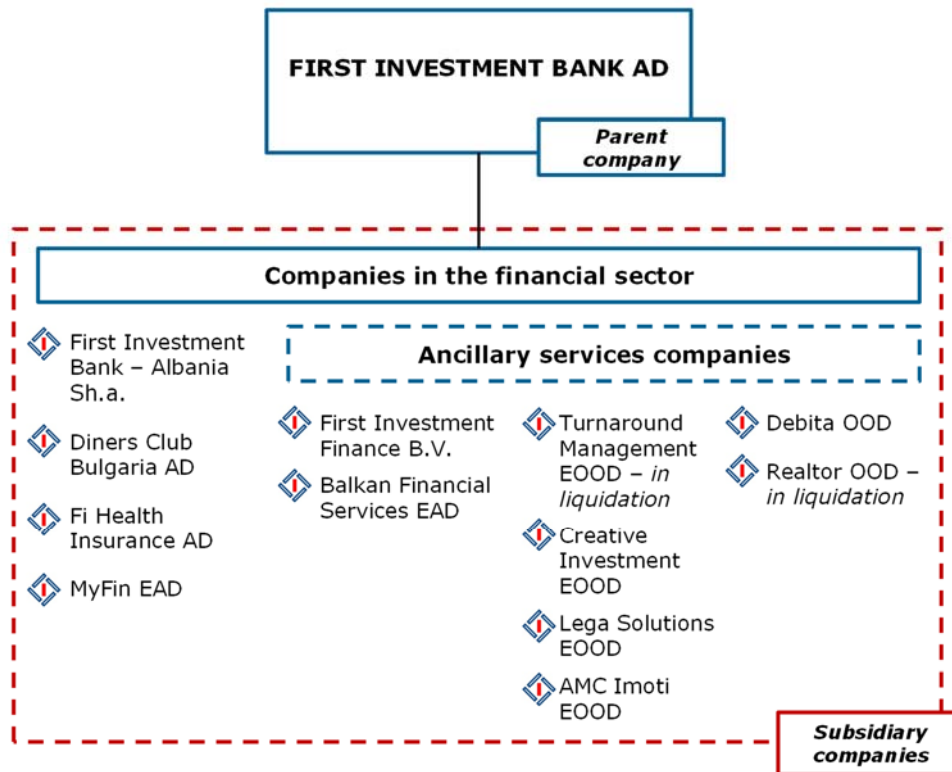 FIRST INVESTMENT BANK AD
Parent
company
Companies in the financial sector
First Investment
Bank – Albania
Sh.a.
Diners Club
Bulgaria AD
Fi Health
Insurance AD
MyFin EAD
Ancillary services companies
First Investment
Finance B.V.
Balkan Financial
Services EAD
Turnaround
Management
EOOD – in
liquidation
Creative
Investment
EOOD
Lega Solutions
EOOD
AMC Imoti
EOOD
Debita OOD
Realtor OOD –
in liquidation
Subsidiary
companies